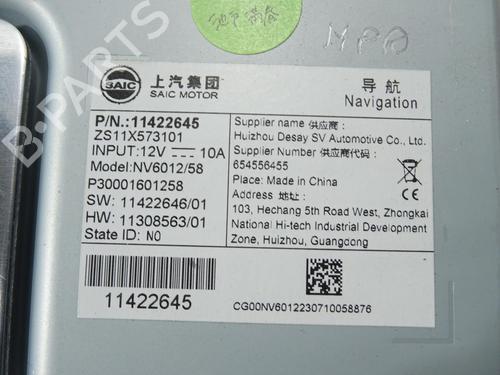 MPA
SAIC
上汽集团
SAIC MOTOR
导航
Navigation
P/N.:11422645
ZS11X573101
INPUT:12V ⎓ 10A
Model:NV6012/58
P30001601258
SW: 11422646/01
HW: 11308563/01
State ID: N0
Supplier name 供应商:
Huizhou Desay SV Automotive Co., Ltd.
Supplier number 供应商代码:
654556455
Place: Made in China
Address 地址:
103, Hechang 5th Road West, Zhongkai
National Hi-tech Industrial Development
Zone, Huizhou, Guangdong
11422645
CG00NV6012230710058876
B-PARTS